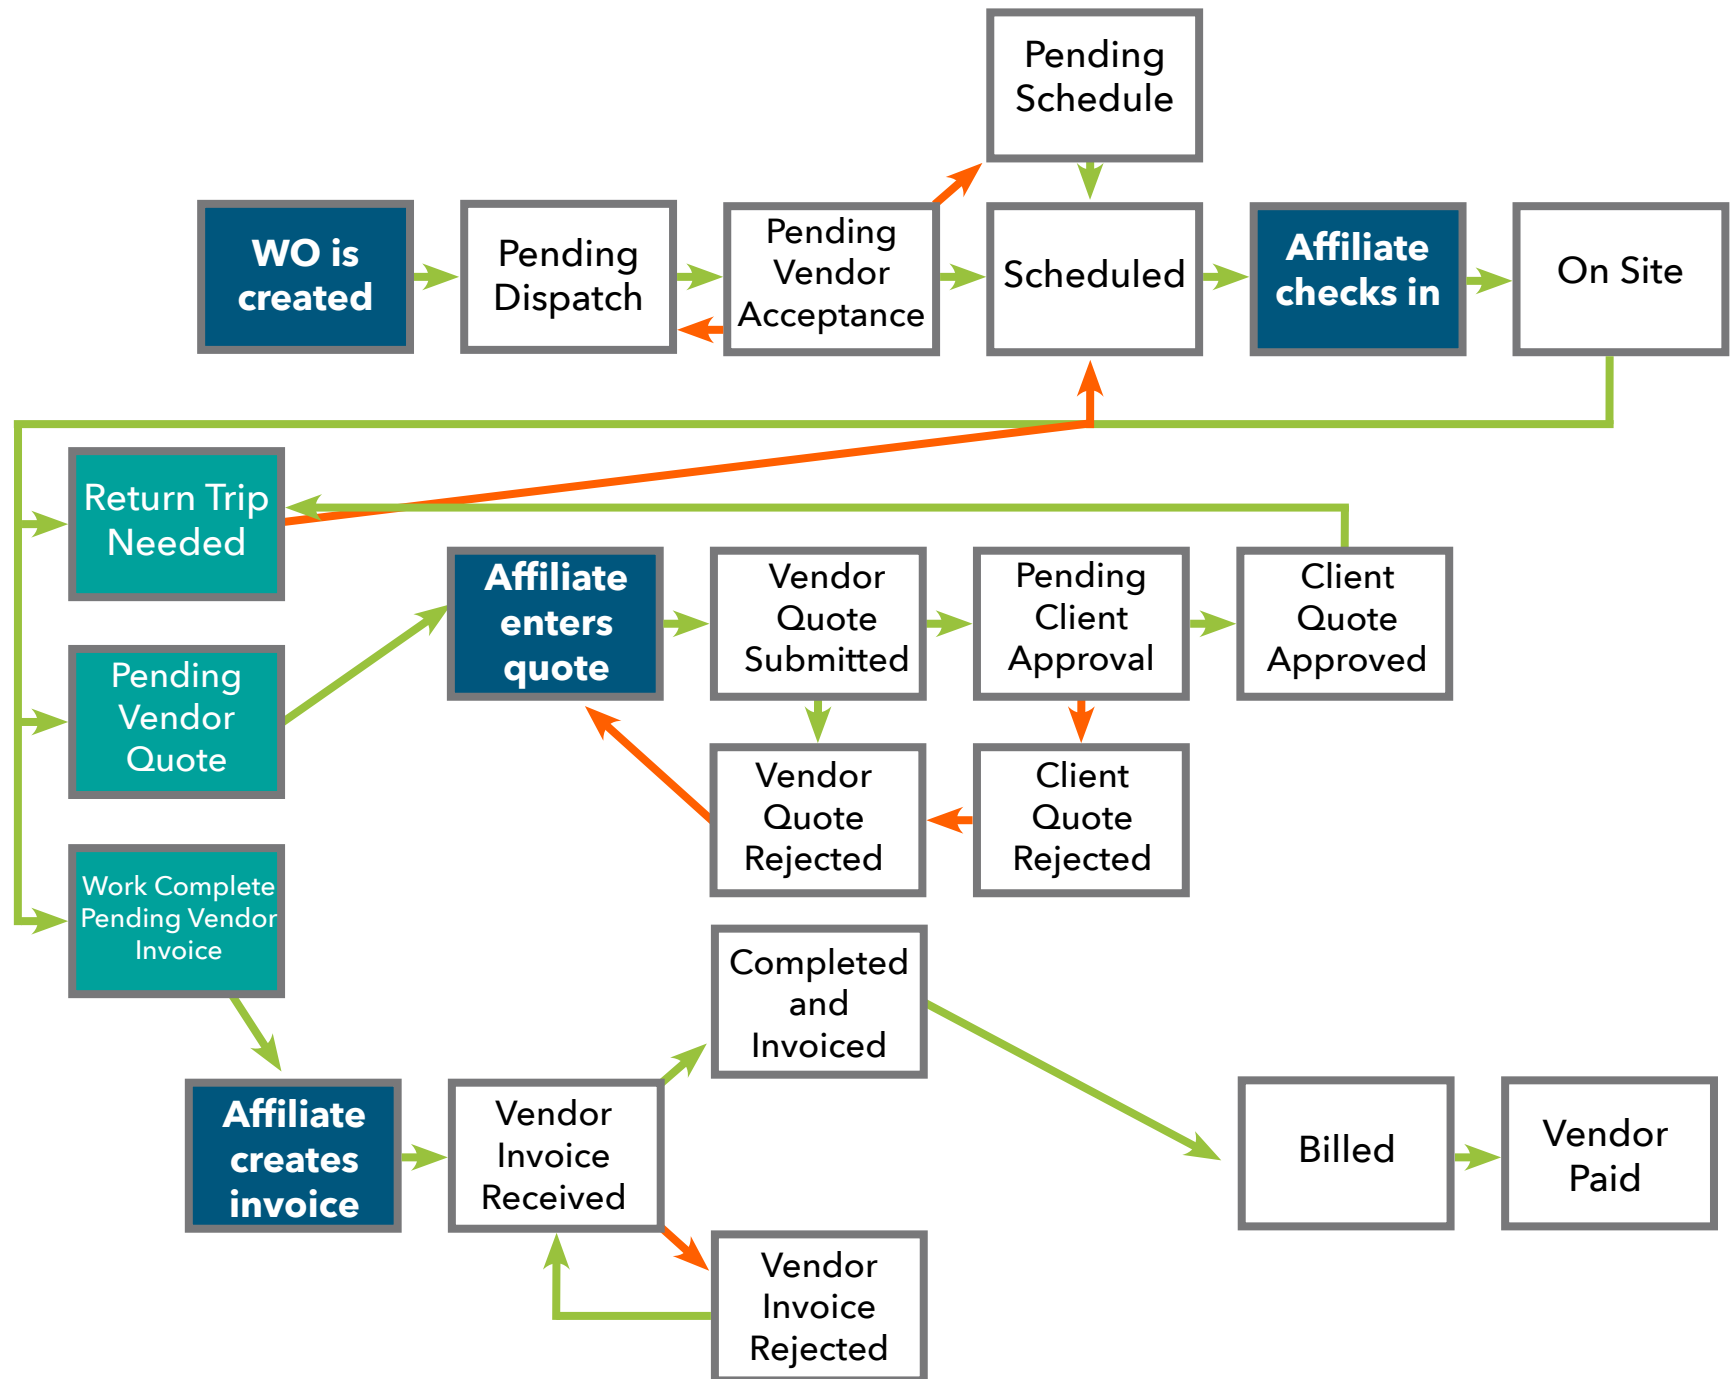 Pending
Schedule
WO is
created
Pending
Dispatch
Pending
Vendor
Acceptance
Scheduled
Affiliate
checks in
On Site
Return Trip
Needed
Affiliate
enters
quote
Vendor
Quote
Submitted
Pending
Client
Approval
Client
Quote
Approved
Pending
Vendor
Quote
Vendor
Quote
Rejected
Client
Quote
Rejected
Work Complete
Pending Vendor
Invoice
Completed
and
Invoiced
Affiliate
creates
invoice
Vendor
Invoice
Received
Billed
Vendor
Paid
Vendor
Invoice
Rejected